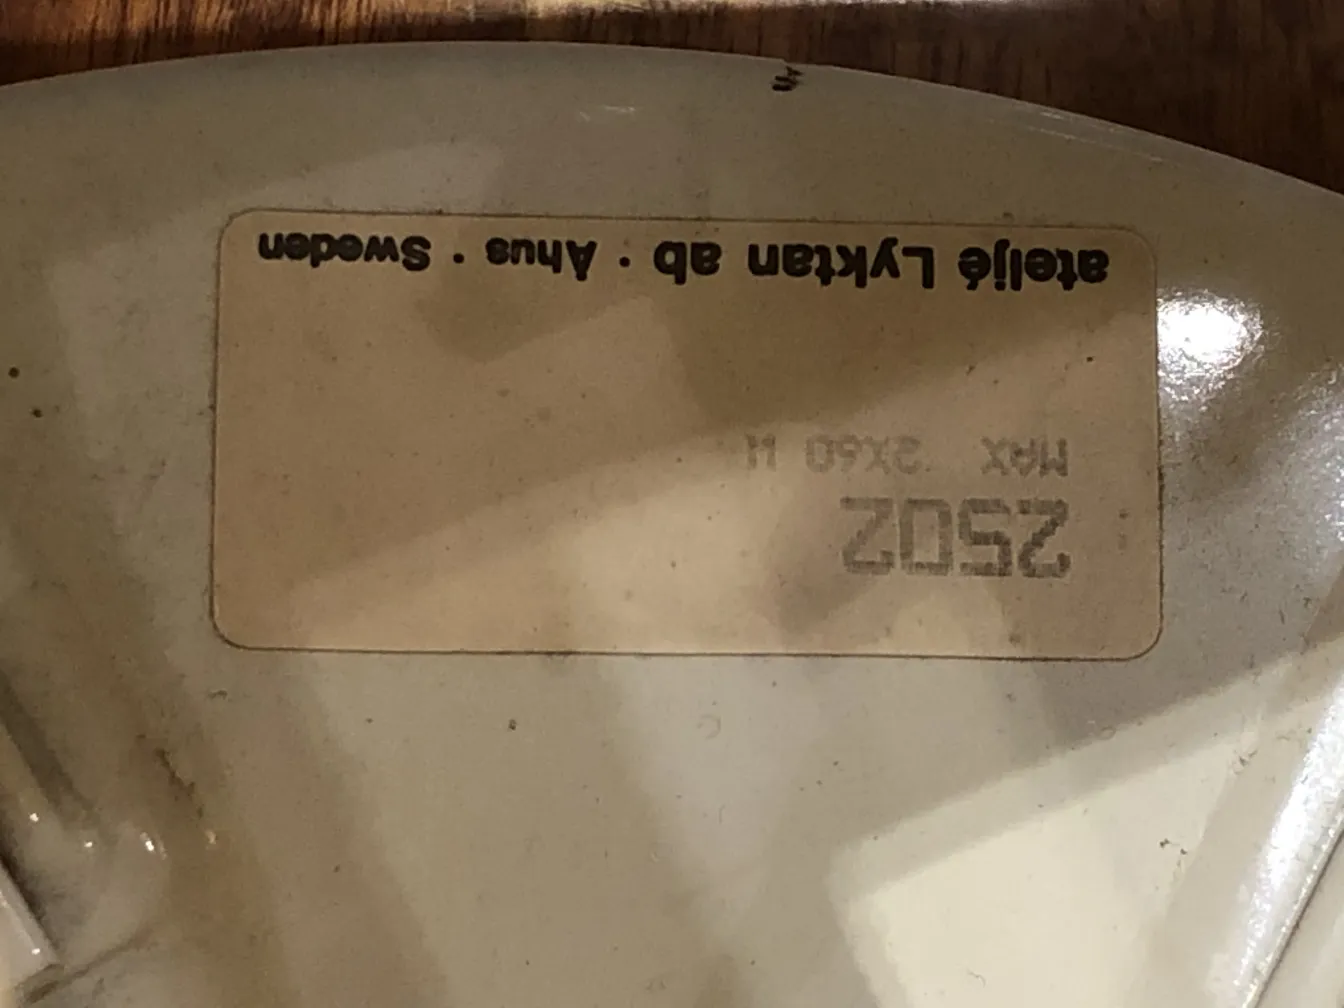 2502
MAX 2X60 W
ateljé Lyktan ab · Åhus · Sweden